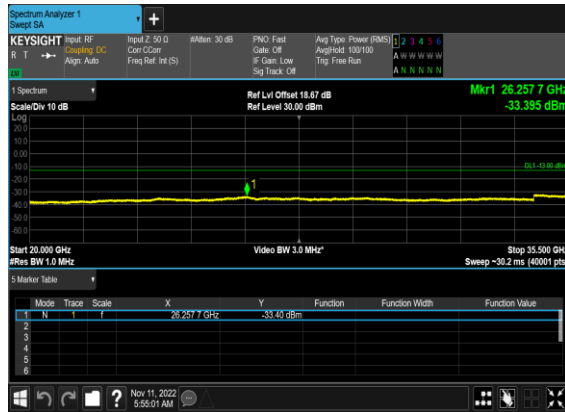 Spectrum Analyzer 1
Swept SA
+
KEYSIGHT Input: RF Input Z: 50 Ω #Atten: 30 dB PNO: Fast Avg Type: Power (RMS) 1 2 3 4 5 6
R T Coupling: DC Corr CCorr Gate: Off Avg|Hold: 100/100 A W W W W W
Align: Auto Freq Ref: Int (S) IF Gain: Low Trig: Free Run
LU Sig Track: Off A N N N N N
1 Spectrum Ref Lvl Offset 18.67 dB Mkr1 26.257 7 GHz
Scale/Div 10 dB Ref Level 30.00 dBm -33.395 dBm
Log
20.0
10.0
0.00
-10.0 DL1 -13.00 dBm
-20.0
-30.0 1
-40.0
-50.0
-60.0
Start 20.000 GHz Video BW 3.0 MHz* Stop 35.500 GHz
#Res BW 1.0 MHz Sweep ~30.2 ms (40001 pts)
5 Marker Table
Mode Trace Scale X Y Function Function Width Function Value
1 N 1 f 26.257 7 GHz -33.40 dBm
2
3
4
5
6
? Nov 11, 2022
5:55:01 AM